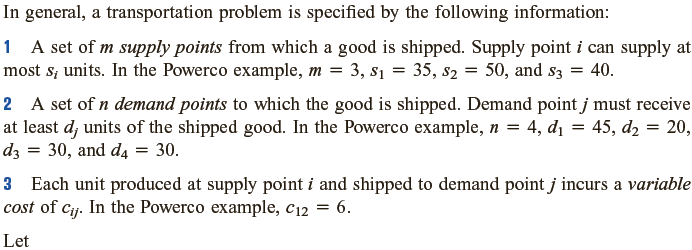 In general, a transportation problem is specified by the following information:
1 A set of m supply points from which a good is shipped. Supply point i can supply at
most sᵢ units. In the Powerco example, m = 3, s₁ = 35, s₂ = 50, and s₃ = 40.
2 A set of n demand points to which the good is shipped. Demand point j must receive
at least dⱼ units of the shipped good. In the Powerco example, n = 4, d₁ = 45, d₂ = 20,
d₃ = 30, and d₄ = 30.
3 Each unit produced at supply point i and shipped to demand point j incurs a variable
cost of cᵢⱼ. In the Powerco example, c₁₂ = 6.
Let